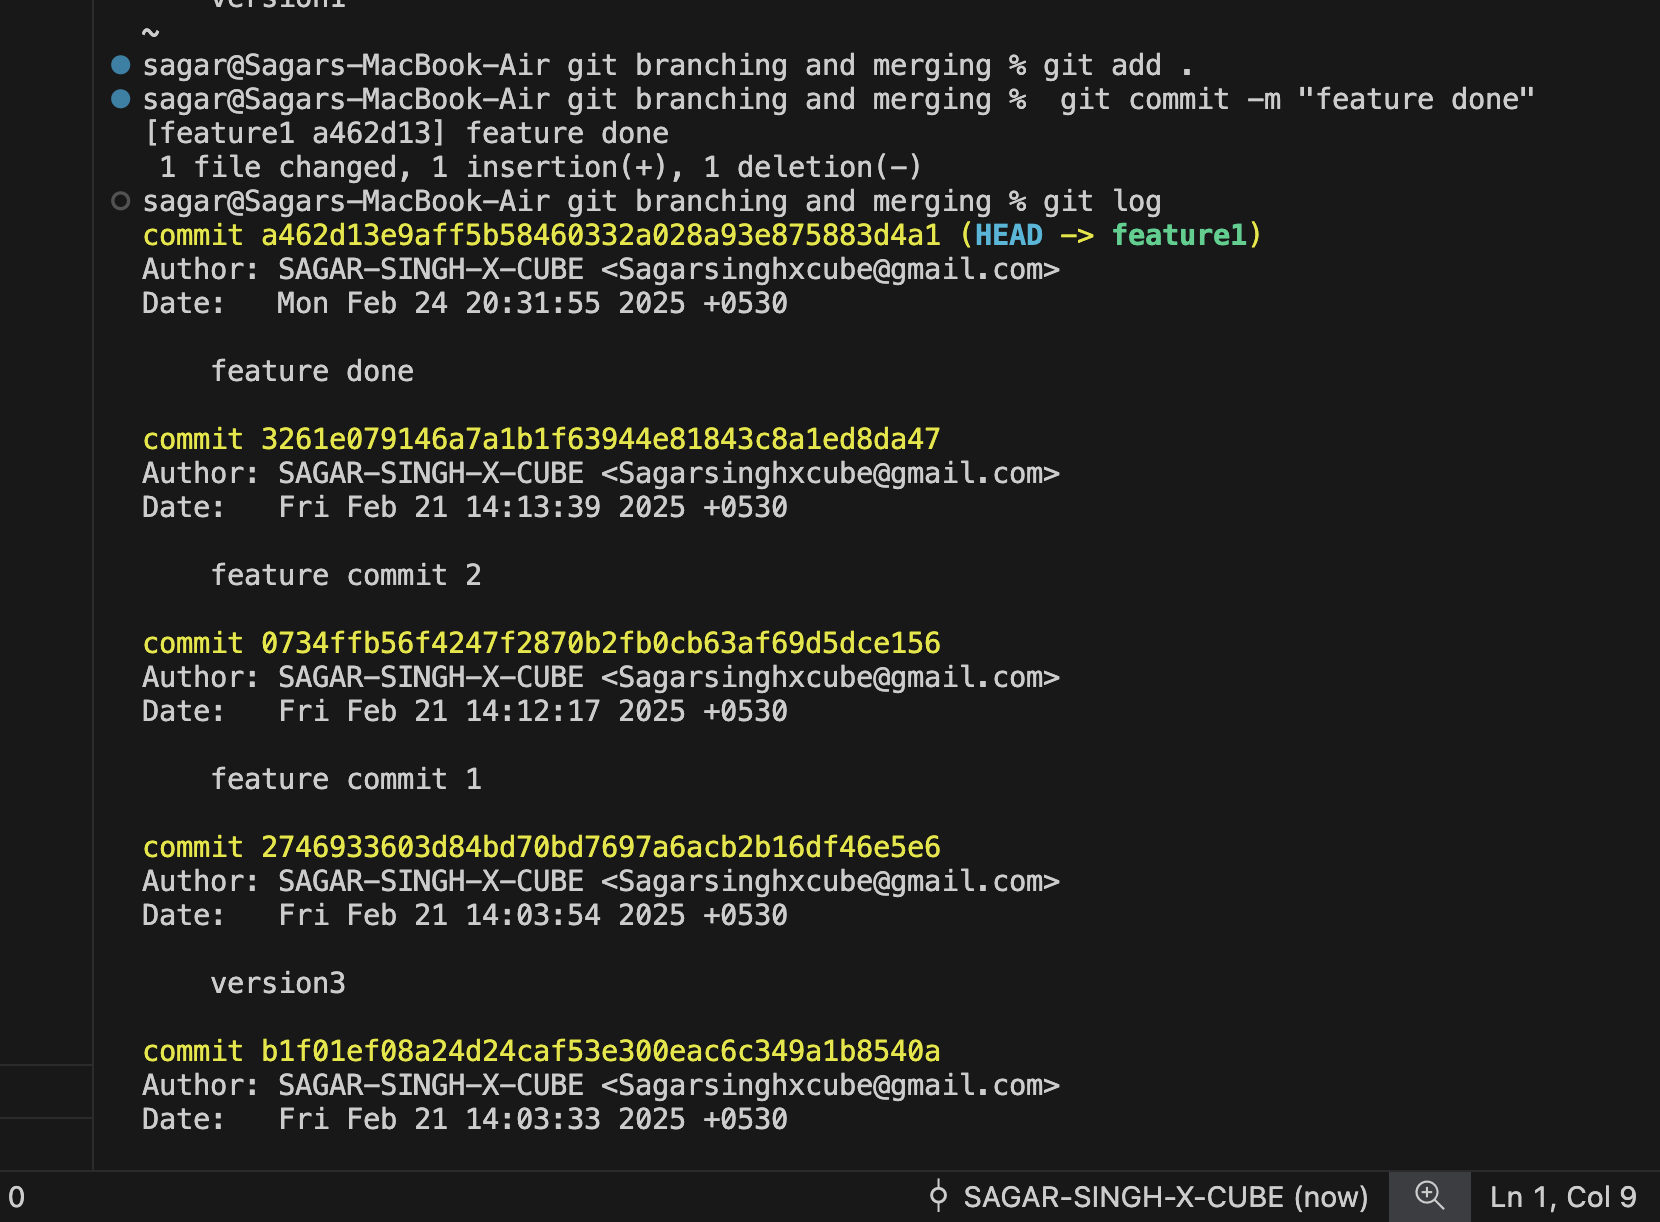 version1
~
sagar@Sagars-MacBook-Air git branching and merging % git add .
sagar@Sagars-MacBook-Air git branching and merging %  git commit -m "feature done"
[feature1 a462d13] feature done
 1 file changed, 1 insertion(+), 1 deletion(-)
sagar@Sagars-MacBook-Air git branching and merging % git log
commit a462d13e9aff5b58460332a028a93e875883d4a1 (HEAD -> feature1)
Author: SAGAR-SINGH-X-CUBE <Sagarsinghxcube@gmail.com>
Date:   Mon Feb 24 20:31:55 2025 +0530
    feature done
commit 3261e079146a7a1b1f63944e81843c8a1ed8da47
Author: SAGAR-SINGH-X-CUBE <Sagarsinghxcube@gmail.com>
Date:   Fri Feb 21 14:13:39 2025 +0530
    feature commit 2
commit 0734ffb56f4247f2870b2fb0cb63af69d5dce156
Author: SAGAR-SINGH-X-CUBE <Sagarsinghxcube@gmail.com>
Date:   Fri Feb 21 14:12:17 2025 +0530
    feature commit 1
commit 2746933603d84bd70bd7697a6acb2b16df46e5e6
Author: SAGAR-SINGH-X-CUBE <Sagarsinghxcube@gmail.com>
Date:   Fri Feb 21 14:03:54 2025 +0530
    version3
commit b1f01ef08a24d24caf53e300eac6c349a1b8540a
Author: SAGAR-SINGH-X-CUBE <Sagarsinghxcube@gmail.com>
Date:   Fri Feb 21 14:03:33 2025 +0530
0 SAGAR-SINGH-X-CUBE (now) Ln 1, Col 9